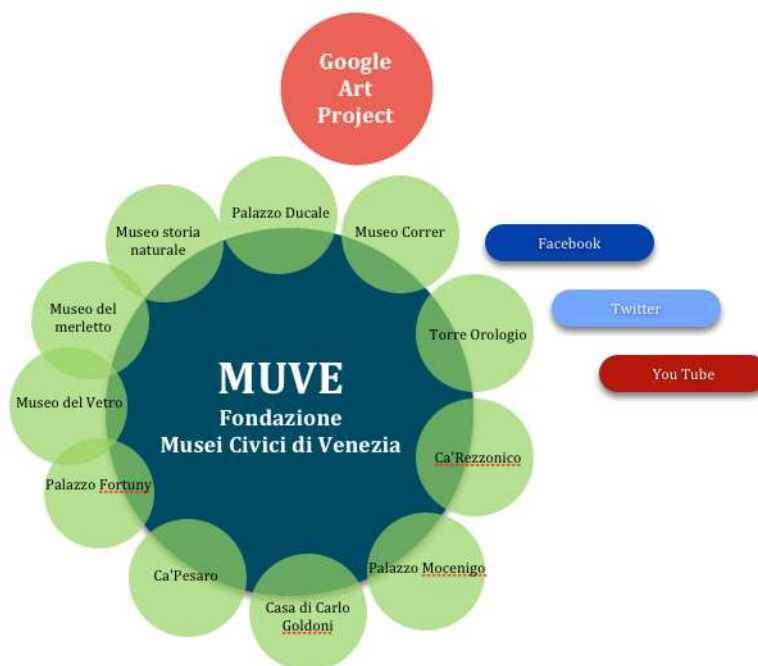 Google
Art
Project
Palazzo Ducale
Museo Correr
Museo storia
naturale
Facebook
Museo del
merletto
Twitter
Torre Orologio
MUVE
Fondazione
Musei Civici di Venezia
You Tube
Museo del Vetro
Ca'Rezzonico
Palazzo Fortuny
Palazzo Mocenigo
Ca'Pesaro
Casa di Carlo
Goldoni